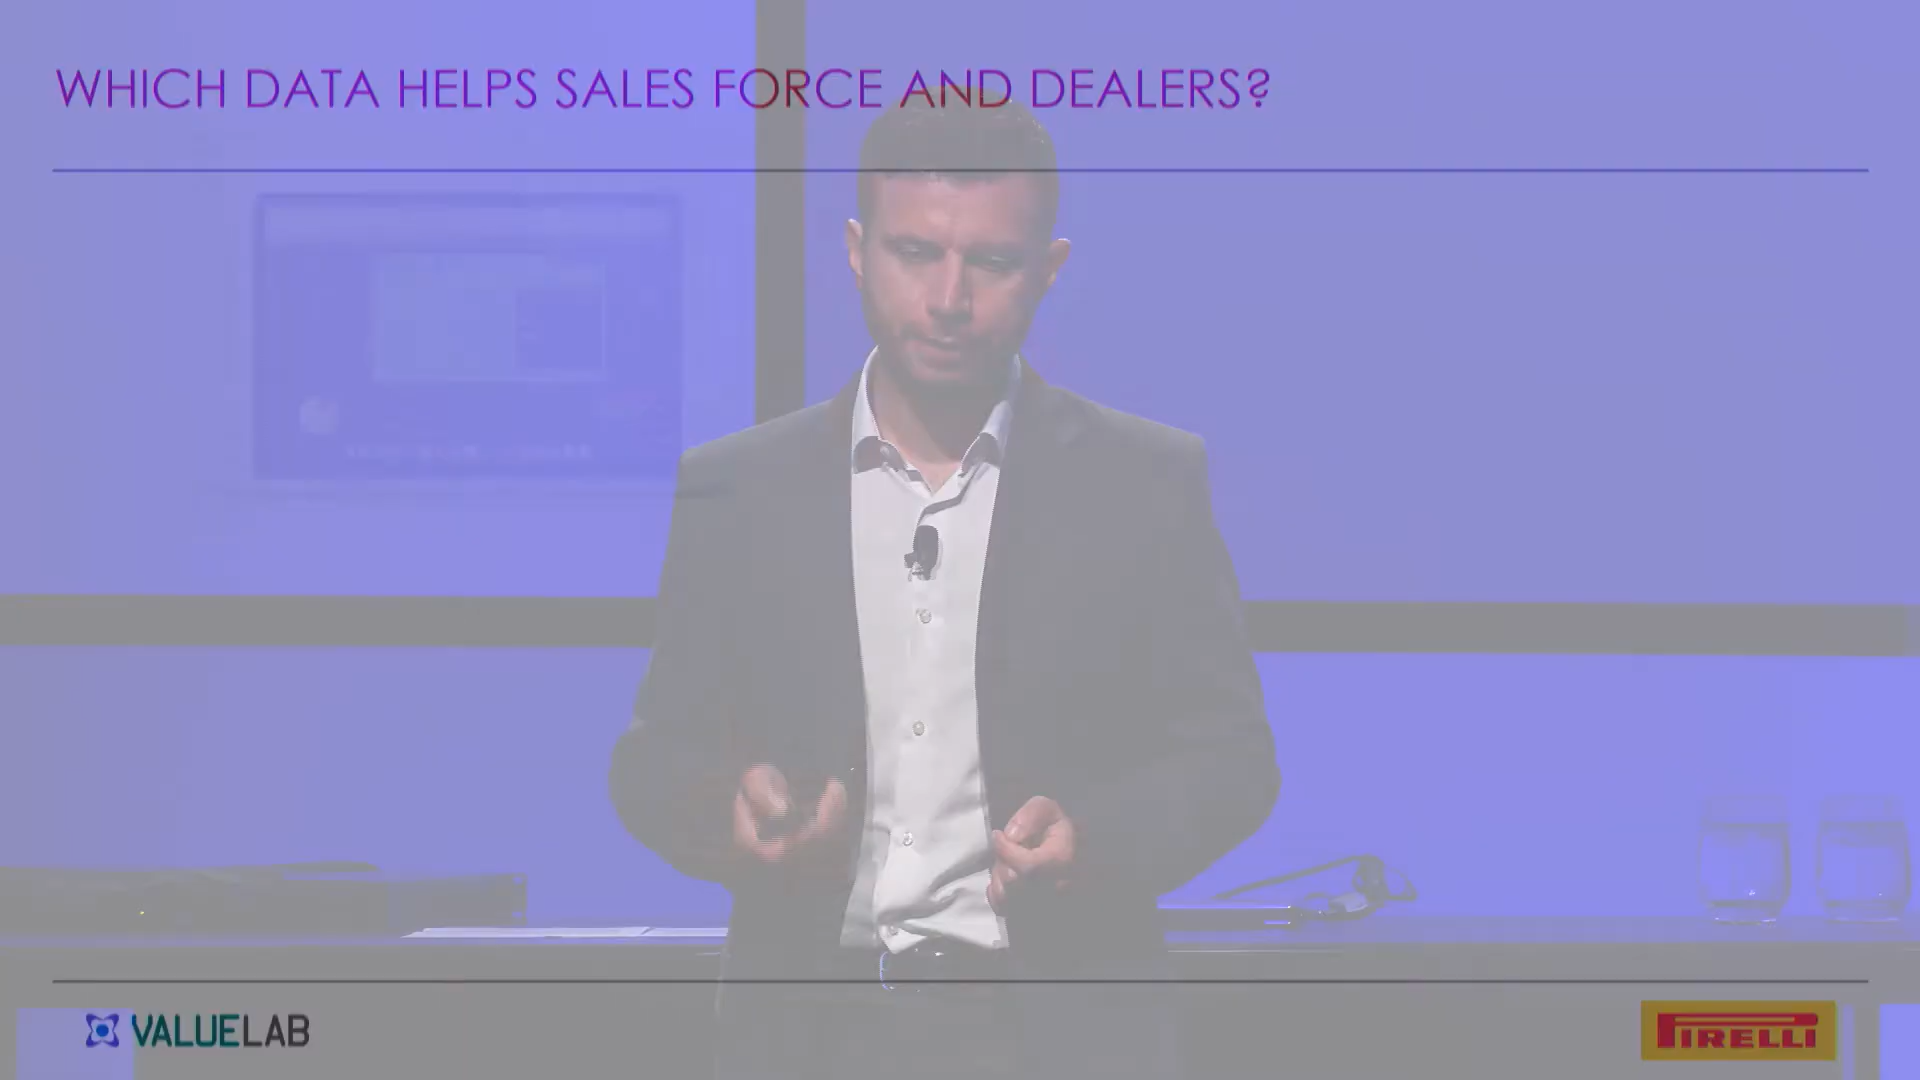 WHICH DATA HELPS SALES FORCE AND DEALERS?
VALUELAB
PIRELLI